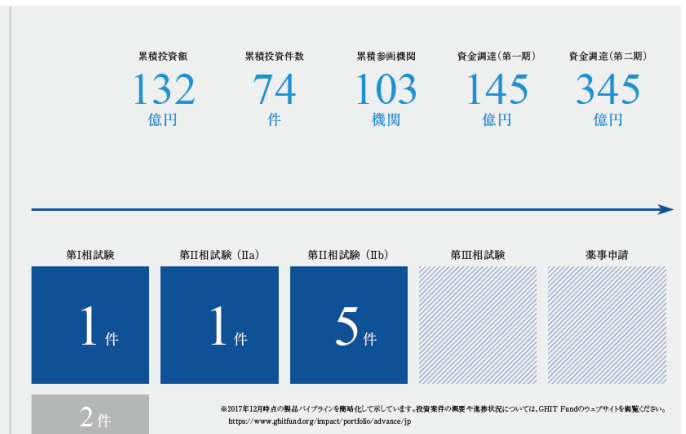 累積投資額 累積投資件数 累積参画機関 資金調達(第一期) 資金調達(第二期)
132 74 103 145 345
億円 件 機関 億円 億円
第I相試験 第II相試験（IIa） 第II相試験（IIb） 第III相試験 薬事申請
1件 1件 5件
2件
※2017年12月時点の製品パイプラインを簡略化して示しています。投資案件の概要や進捗状況については、GHIT Fundのウェブサイトを御覧ください。
https://www.ghitfund.org/impact/portfolio/advance/jp